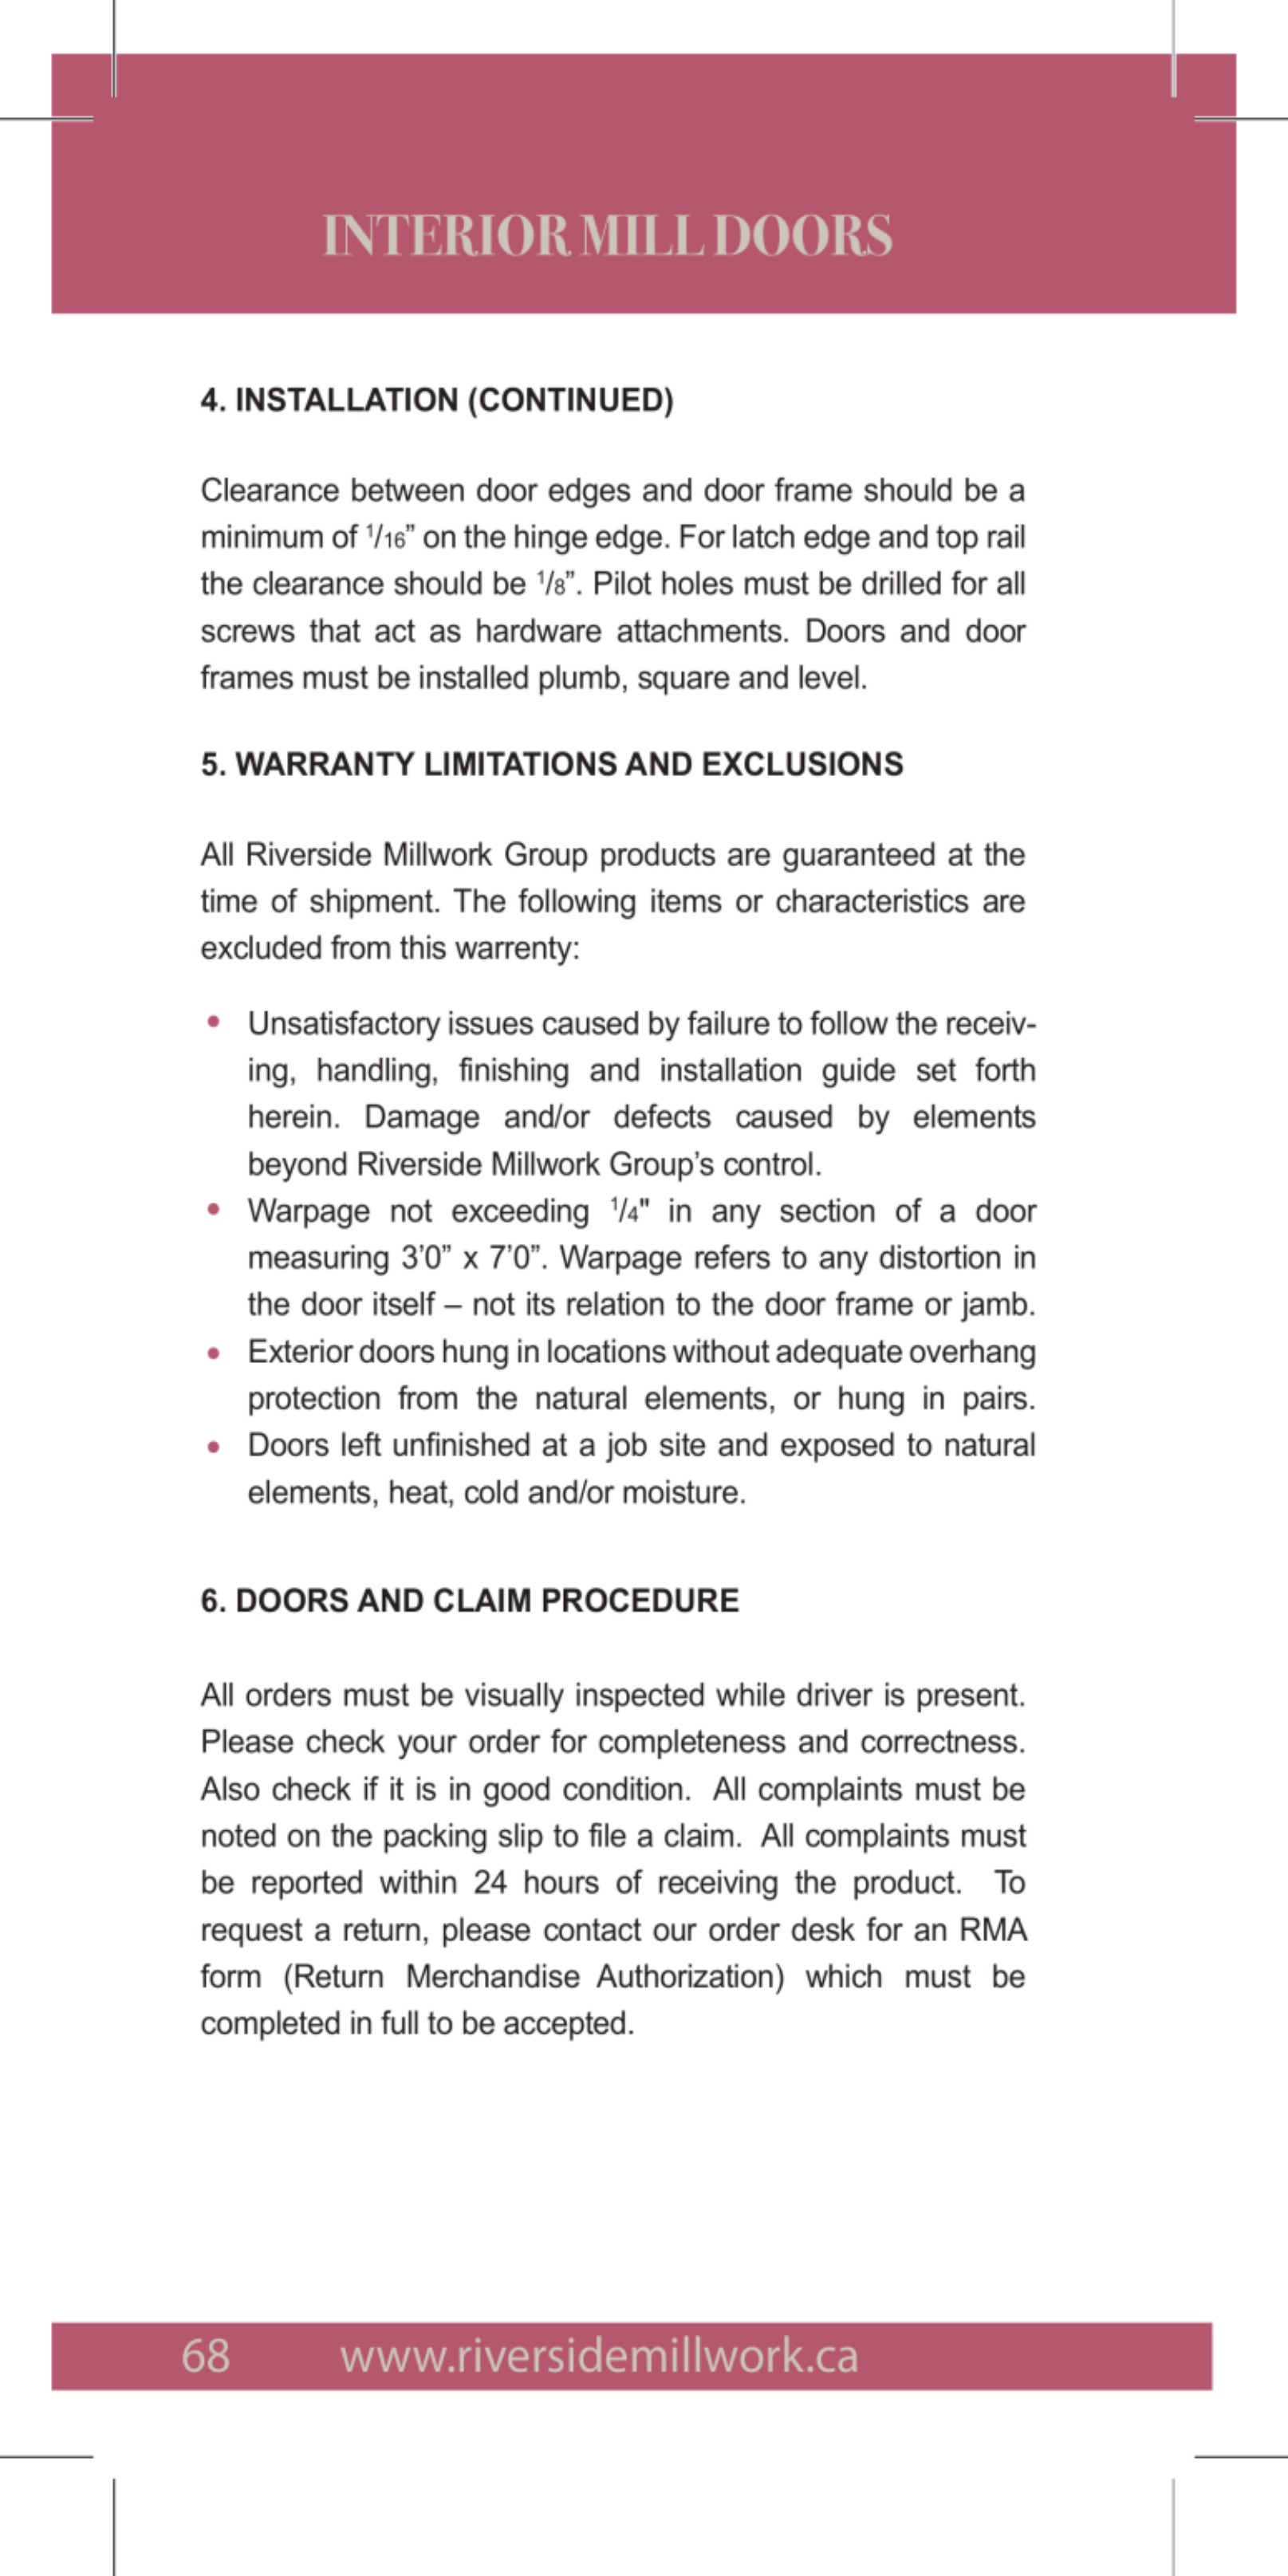 INTERIOR MILL DOORS
4. INSTALLATION (CONTINUED)
Clearance between door edges and door frame should be a
minimum of 1/16” on the hinge edge. For latch edge and top rail
the clearance should be 1/8”. Pilot holes must be drilled for all
screws that act as hardware attachments. Doors and door
frames must be installed plumb, square and level.
5. WARRANTY LIMITATIONS AND EXCLUSIONS
All Riverside Millwork Group products are guaranteed at the
time of shipment. The following items or characteristics are
excluded from this warrenty:
• Unsatisfactory issues caused by failure to follow the receiv-
ing, handling, finishing and installation guide set forth
herein. Damage and/or defects caused by elements
beyond Riverside Millwork Group’s control.
• Warpage not exceeding 1/4" in any section of a door
measuring 3’0” x 7’0”. Warpage refers to any distortion in
the door itself – not its relation to the door frame or jamb.
• Exterior doors hung in locations without adequate overhang
protection from the natural elements, or hung in pairs.
• Doors left unfinished at a job site and exposed to natural
elements, heat, cold and/or moisture.
6. DOORS AND CLAIM PROCEDURE
All orders must be visually inspected while driver is present.
Please check your order for completeness and correctness.
Also check if it is in good condition.  All complaints must be
noted on the packing slip to file a claim.  All complaints must
be reported within 24 hours of receiving the product.  To
request a return, please contact our order desk for an RMA
form (Return Merchandise Authorization) which must be
completed in full to be accepted.
68 www.riversidemillwork.ca